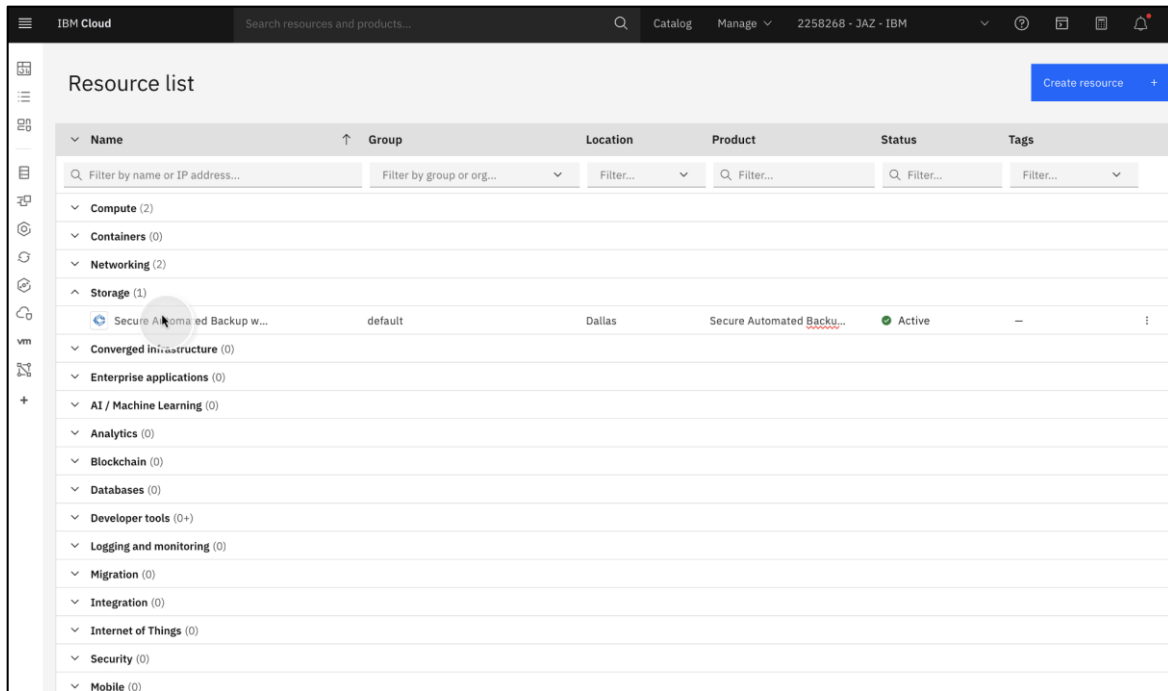 IBM Cloud Search resources and products... Catalog Manage 2258268 - JAZ - IBM
Resource list
Create resource +
Name Group Location Product Status Tags
Filter by name or IP address... Filter by group or org... Filter... Filter... Filter... Filter...
Compute (2)
Containers (0)
Networking (2)
Storage (1)
Secure Automated Backup w... default Dallas Secure Automated Backu... Active –
Converged infrastructure (0)
vm
Enterprise applications (0)
AI / Machine Learning (0)
Analytics (0)
Blockchain (0)
Databases (0)
Developer tools (0+)
Logging and monitoring (0)
Migration (0)
Integration (0)
Internet of Things (0)
Security (0)
Mobile (0)